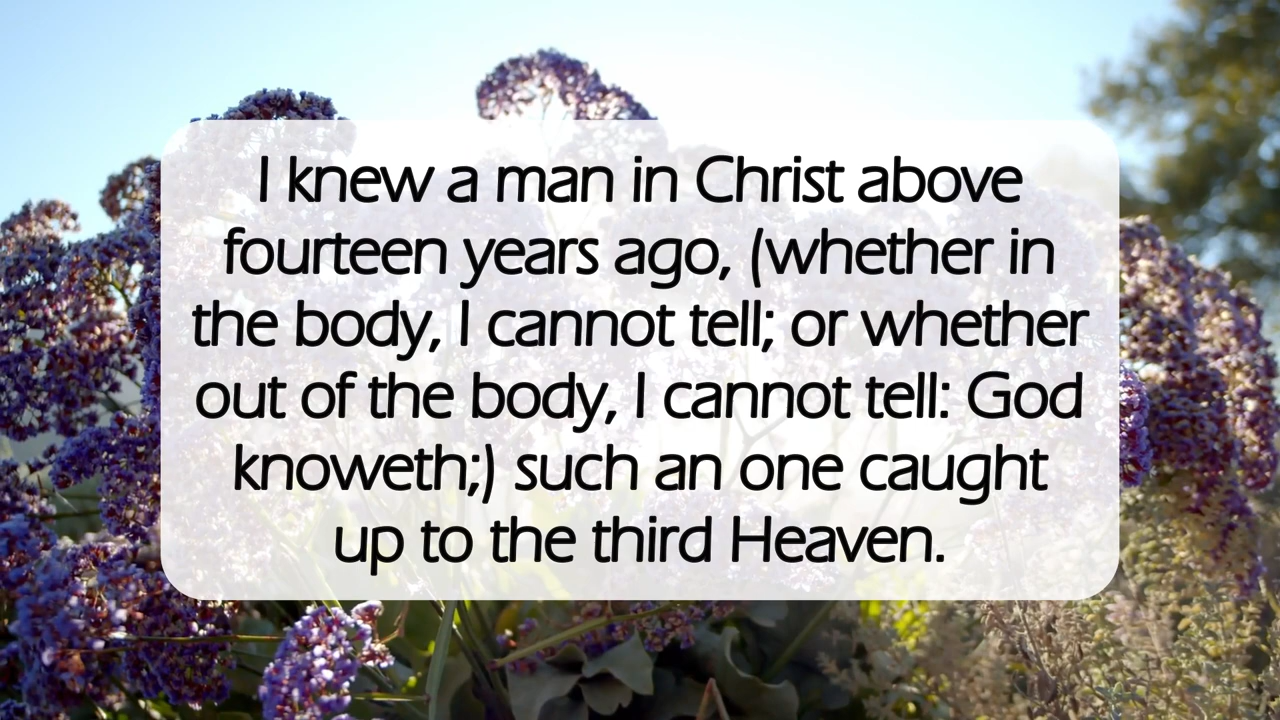 I knew a man in Christ above
fourteen years ago, (whether in
the body, I cannot tell; or whether
out of the body, I cannot tell: God
knoweth;) such an one caught
up to the third Heaven.